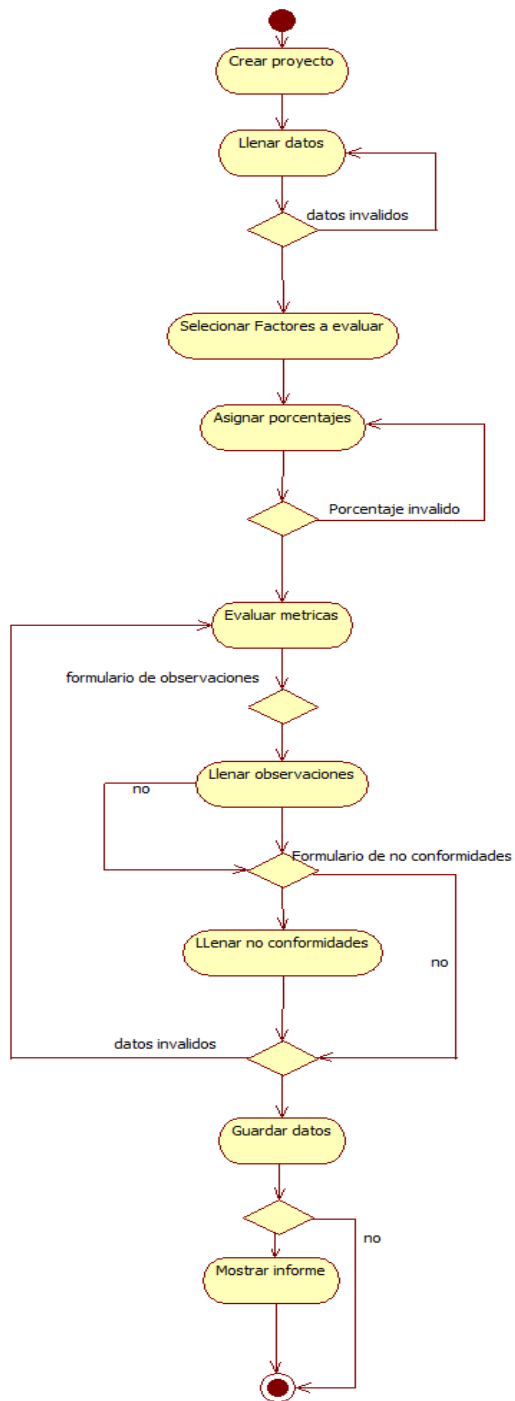 Crear proyecto
Llenar datos
datos invalidos
Selecionar Factores a evaluar
Asignar porcentajes
Porcentaje invalido
Evaluar metricas
formulario de observaciones
Llenar observaciones
no
Formulario de no conformidades
LLenar no conformidades
no
datos invalidos
Guardar datos
no
Mostrar informe